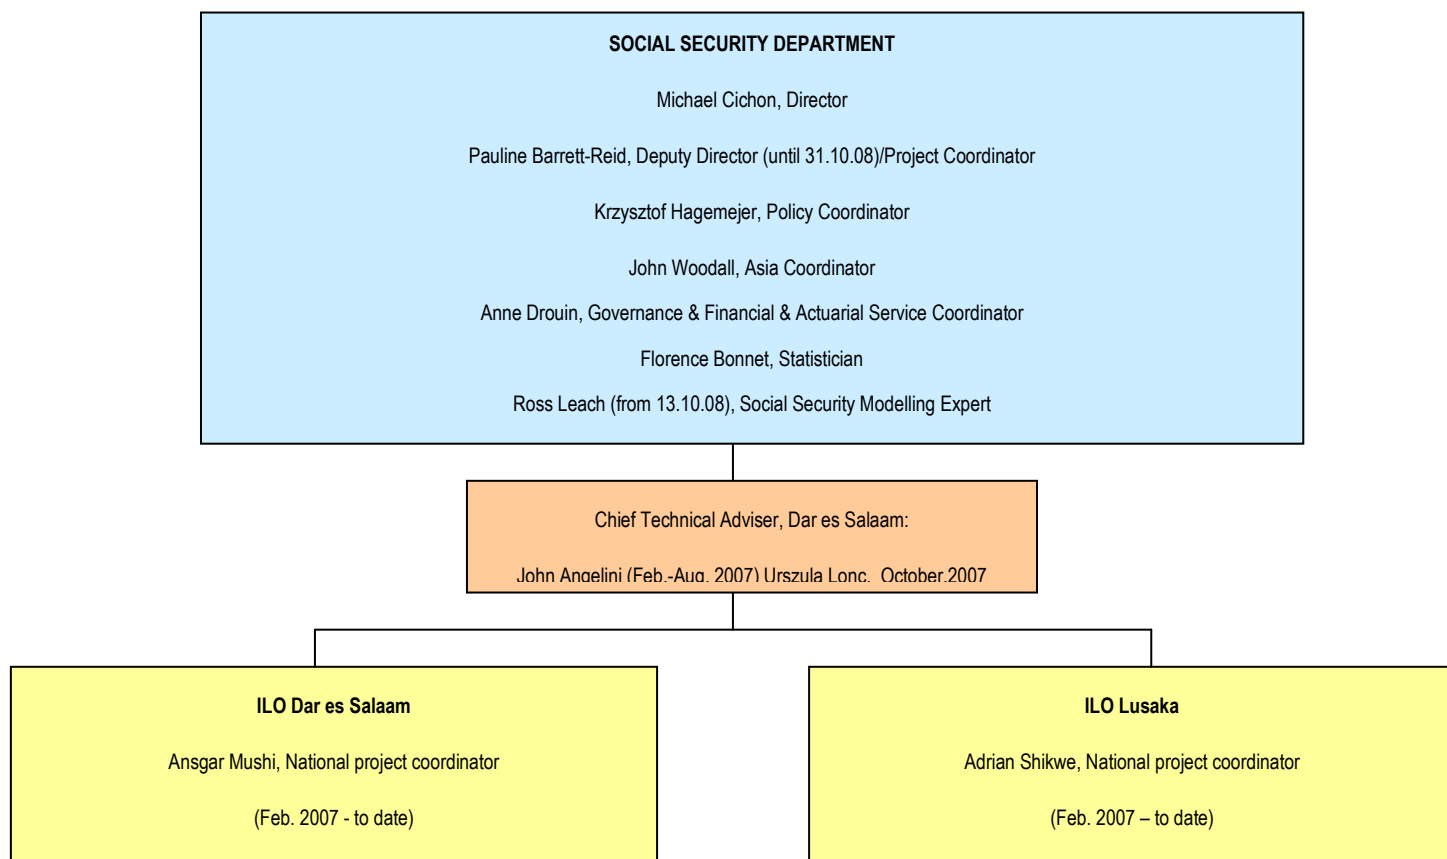 SOCIAL SECURITY DEPARTMENT
Michael Cichon, Director
Pauline Barrett-Reid, Deputy Director (until 31.10.08)/Project Coordinator
Krzysztof Hagemejer, Policy Coordinator
John Woodall, Asia Coordinator
Anne Drouin, Governance & Financial & Actuarial Service Coordinator
Florence Bonnet, Statistician
Ross Leach (from 13.10.08), Social Security Modelling Expert
Chief Technical Adviser, Dar es Salaam:
John Angelini (Feb.-Aug. 2007) Urszula Lonc, October.2007
ILO Dar es Salaam
Ansgar Mushi, National project coordinator
(Feb. 2007 - to date)
ILO Lusaka
Adrian Shikwe, National project coordinator
(Feb. 2007 – to date)